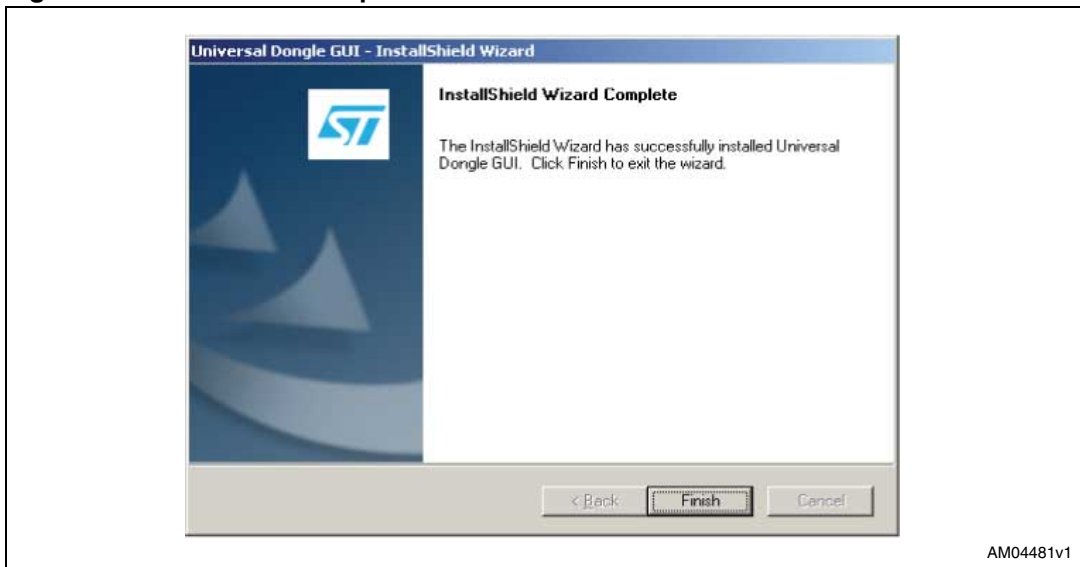 Universal Dongle GUI - InstallShield Wizard
ST
InstallShield Wizard Complete
The InstallShield Wizard has successfully installed Universal
Dongle GUI. Click Finish to exit the wizard.
< Back Finish Cancel
AM04481v1